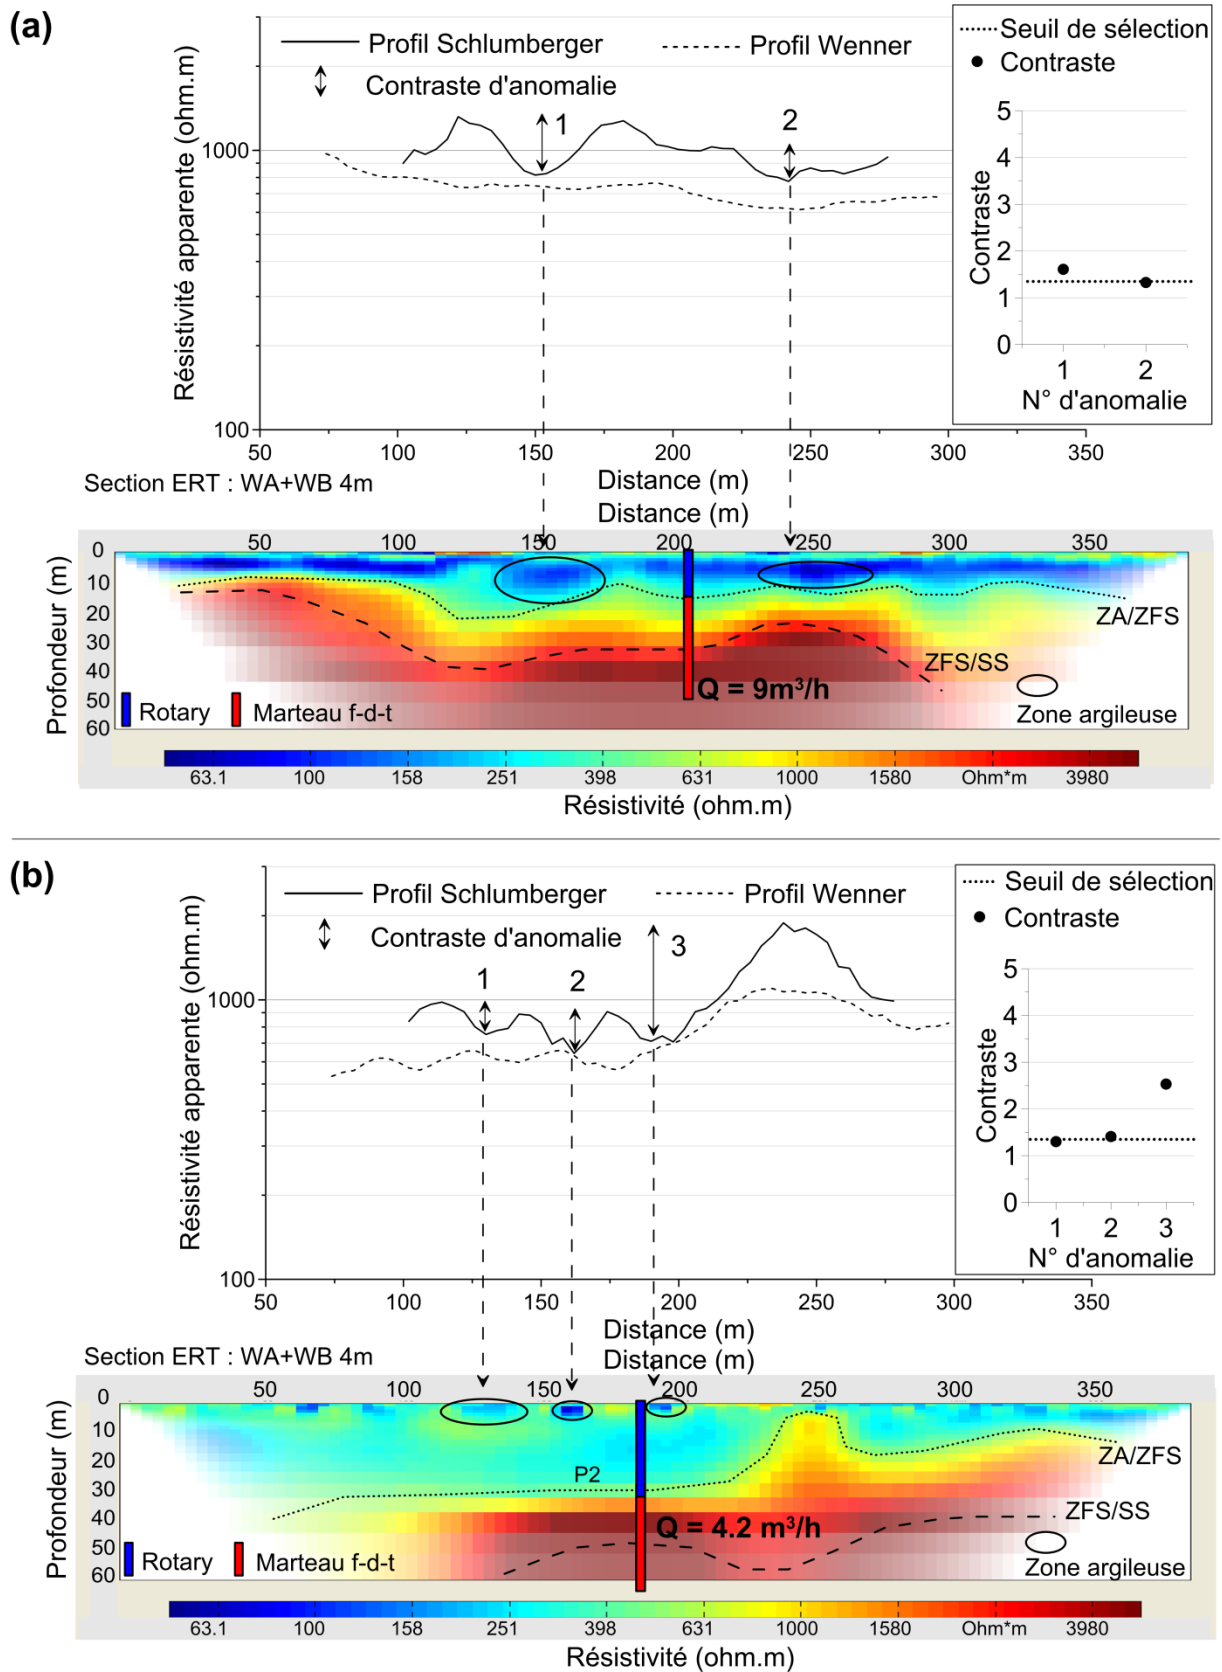 (a)
Profil Schlumberger
Profil Wenner
Contraste d'anomalie
Seuil de sélection
Contraste
Résistivité apparente (ohm.m)
1000
100
1
2
50
100
150
200
250
300
350
Distance (m)
Contraste
5
4
3
2
1
0
1
2
N° d'anomalie
Section ERT : WA+WB 4m
Distance (m)
50
100
150
200
250
300
350
Profondeur (m)
0
10
20
30
40
50
60
ZA/ZFS
ZFS/SS
Q = 9m³/h
Rotary
Marteau f-d-t
Zone argileuse
63.1
100
158
251
398
631
1000
1580
Ohm*m
3980
Résistivité (ohm.m)
(b)
Profil Schlumberger
Profil Wenner
Contraste d'anomalie
Seuil de sélection
Contraste
Résistivité apparente (ohm.m)
1000
100
1
2
3
50
100
150
200
250
300
350
Distance (m)
Contraste
5
4
3
2
1
0
1
2
3
N° d'anomalie
Section ERT : WA+WB 4m
Distance (m)
50
100
150
200
250
300
350
Profondeur (m)
0
10
20
30
40
50
60
P2
ZA/ZFS
ZFS/SS
Q = 4.2 m³/h
Rotary
Marteau f-d-t
Zone argileuse
63.1
100
158
251
398
631
1000
1580
Ohm*m
3980
Résistivité (ohm.m)